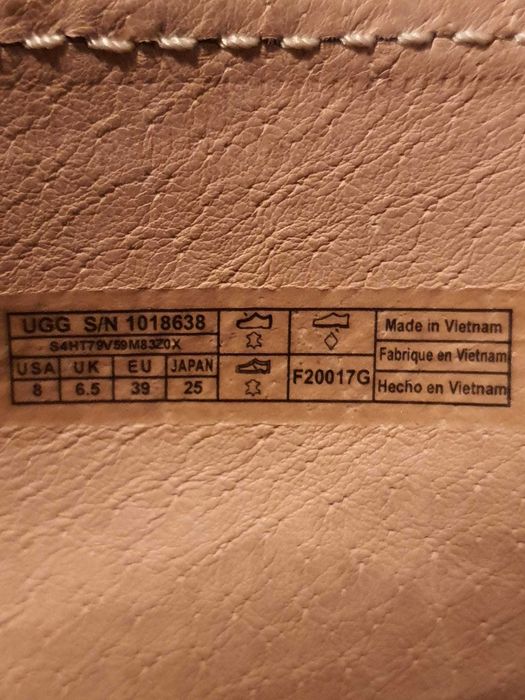 UGG S/N 1018638
S4HT79V59M83Z0X
USA UK EU JAPAN
8 6.5 39 25
F20017G
Made in Vietnam
Fabrique en Vietnam
Hecho en Vietnam